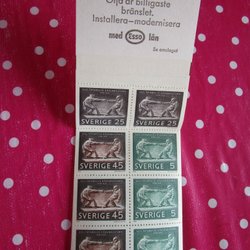 Olja är billigaste
bränslet.
Installera–modernisera
med Esso lån
Se omslaget
SVERIGE 25 SVERIGE 25
SVERIGE 45 SVERIGE 5
SVERIGE 45 SVERIGE 5